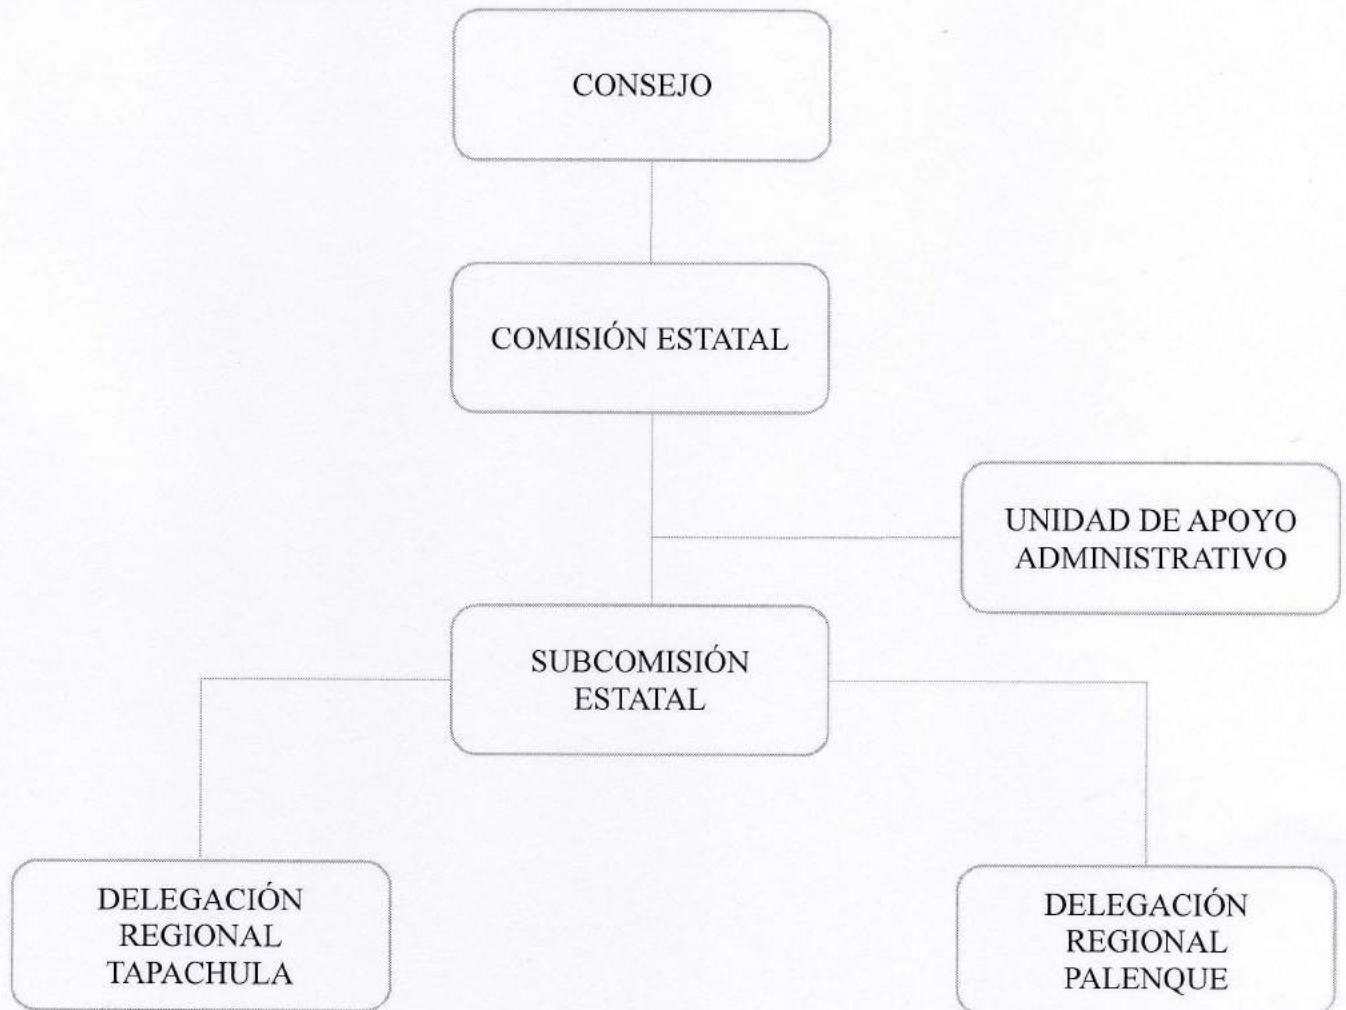 CONSEJO
COMISIÓN ESTATAL
UNIDAD DE APOYO
ADMINISTRATIVO
SUBCOMISIÓN
ESTATAL
DELEGACIÓN
REGIONAL
TAPACHULA
DELEGACIÓN
REGIONAL
PALENQUE